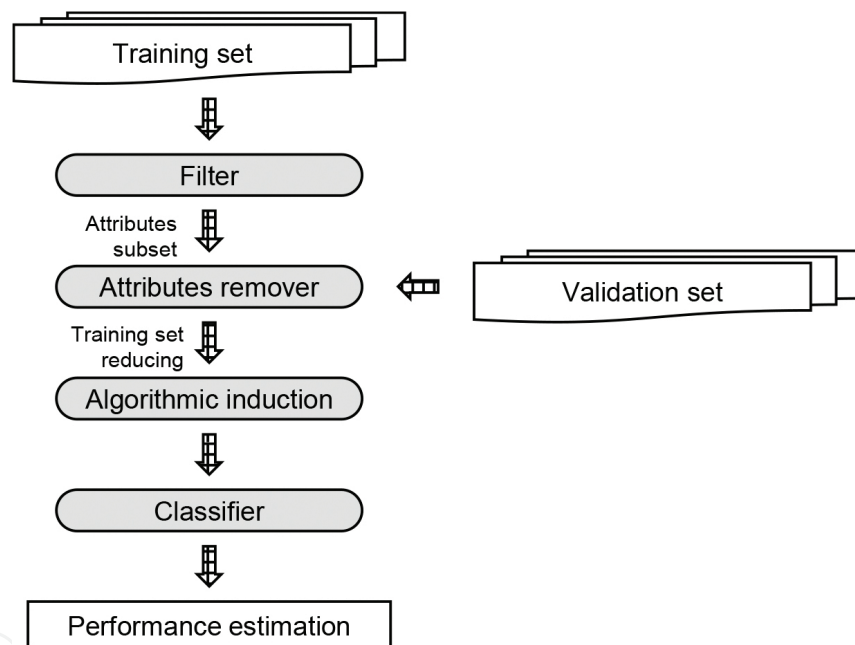 Training set
Filter
Attributes
subset
Attributes remover
Validation set
Training set
reducing
Algorithmic induction
Classifier
Performance estimation